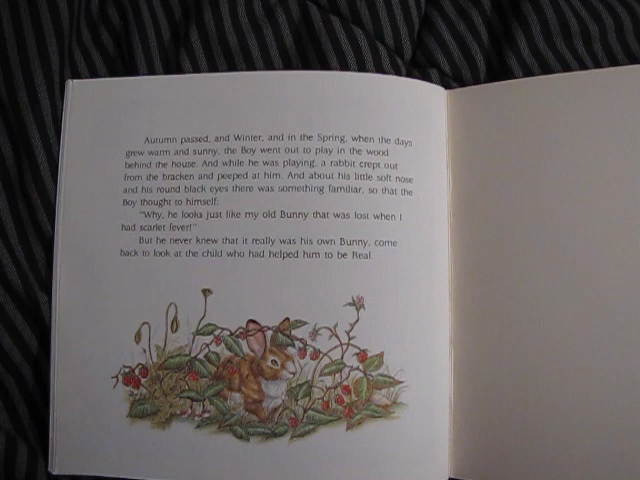 Autumn passed, and Winter, and in the Spring, when the days
grew warm and sunny, the Boy went out to play in the wood
behind the house. And while he was playing, a rabbit crept out
from the bracken and peeped at him. And about his little soft nose
and his round black eyes there was something familiar, so that the
Boy thought to himself:
"Why, he looks just like my old Bunny that was lost when I
had scarlet fever!"
But he never knew that it really was his own Bunny, come
back to look at the child who had helped him to be Real.